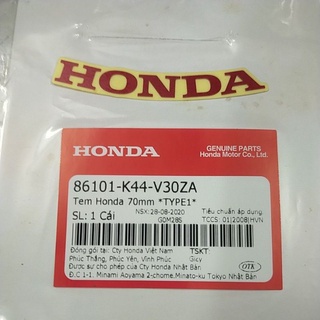 HONDA
HONDA
GENUINE PARTS
Honda Motor Co., Ltd.
86101-K44-V30ZA
Tem Honda 70mm *TYPE1*
SL: 1 Cái
NSX:28-08-2020
Tiêu chuẩn áp dụng
G0M28S
TCCS: 01|2008|HVN
Đóng gói tại: Cty Honda Việt Nam
TSKT
Phúc Thắng, Phúc Yên, Vĩnh Phúc
Gicy
Được sự cho phép của Cty Honda Nhật Bản
Đ.C 1-1. Minami Aoyama 2-chome.Minato-ku Tokyo Nhật Bản
OTK